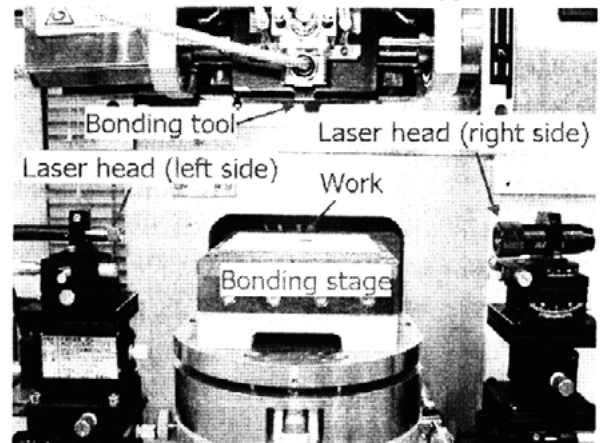 Bonding tool
Laser head (right side)
Laser head (left side)
Work
Bonding stage